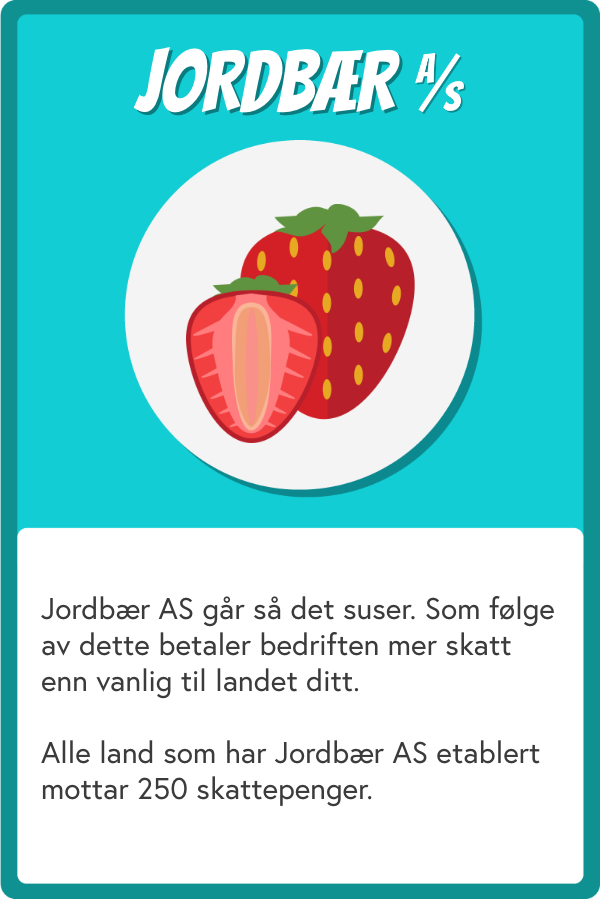 JORDBÆR A/S
Jordbær AS går så det suser. Som følge
av dette betaler bedriften mer skatt
enn vanlig til landet ditt.
Alle land som har Jordbær AS etablert
mottar 250 skattepenger.